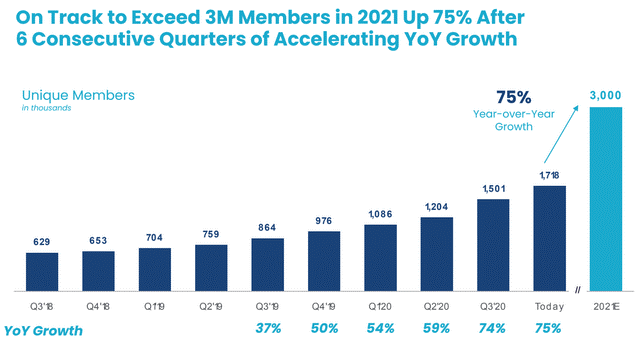 On Track to Exceed 3M Members in 2021 Up 75% After
6 Consecutive Quarters of Accelerating YoY Growth
Unique Members
in thousands
75%
Year-over-Year
Growth
3,000
629
653
704
759
864
976
1,086
1,204
1,501
1,718
//
Q3'18
Q4'18
Q1'19
Q2'19
Q3'19
Q4'19
Q1'20
Q2'20
Q3'20
Today
2021E
YoY Growth
37%
50%
54%
59%
74%
75%